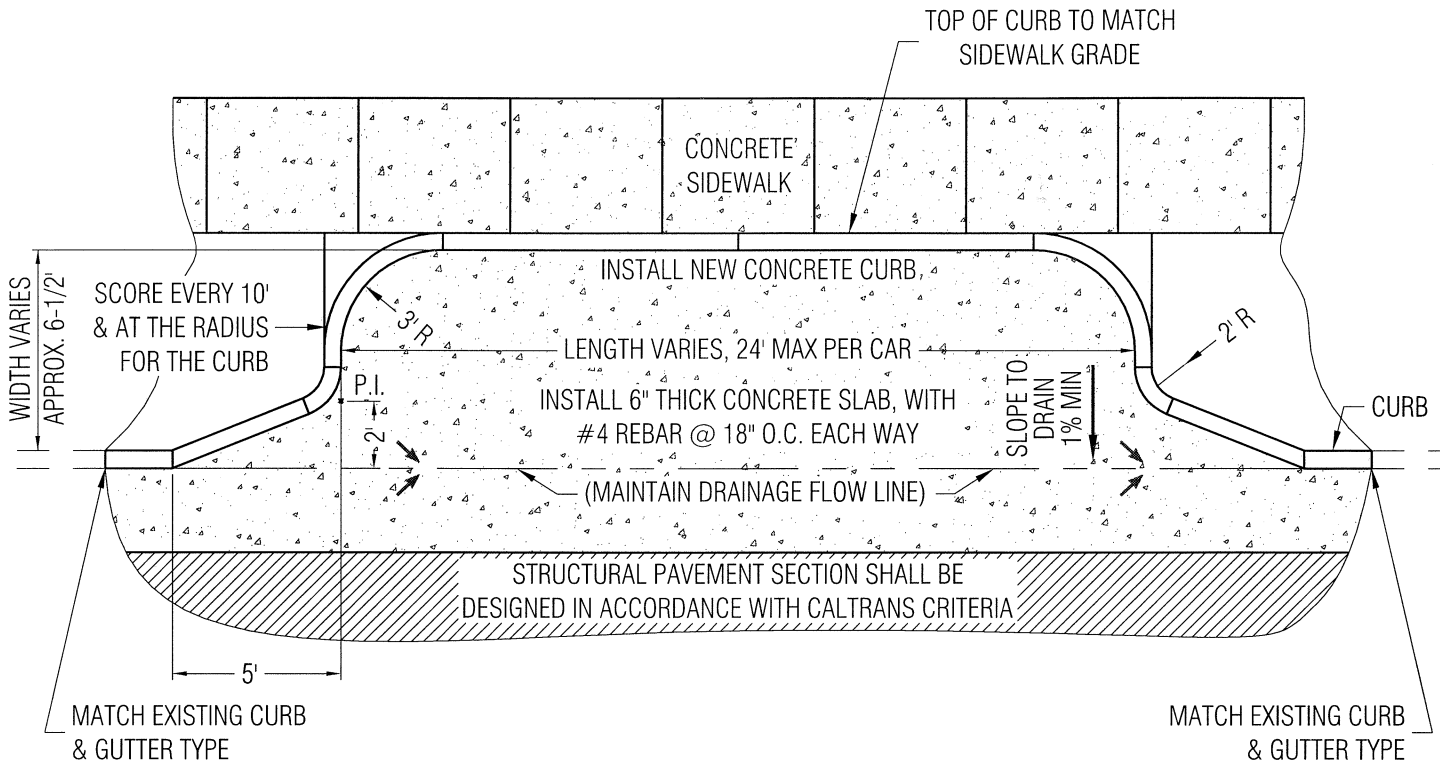 TOP OF CURB TO MATCH
SIDEWALK GRADE
CONCRETE
SIDEWALK
INSTALL NEW CONCRETE CURB
WIDTH VARIES
APPROX. 6-1/2'
SCORE EVERY 10'
& AT THE RADIUS
FOR THE CURB
3' R
2' R
LENGTH VARIES, 24' MAX PER CAR
P.I.
2'
INSTALL 6" THICK CONCRETE SLAB, WITH
#4 REBAR @ 18" O.C. EACH WAY
SLOPE TO
DRAIN
1% MIN
CURB
(MAINTAIN DRAINAGE FLOW LINE)
STRUCTURAL PAVEMENT SECTION SHALL BE
DESIGNED IN ACCORDANCE WITH CALTRANS CRITERIA
5'
MATCH EXISTING CURB
& GUTTER TYPE
MATCH EXISTING CURB
& GUTTER TYPE